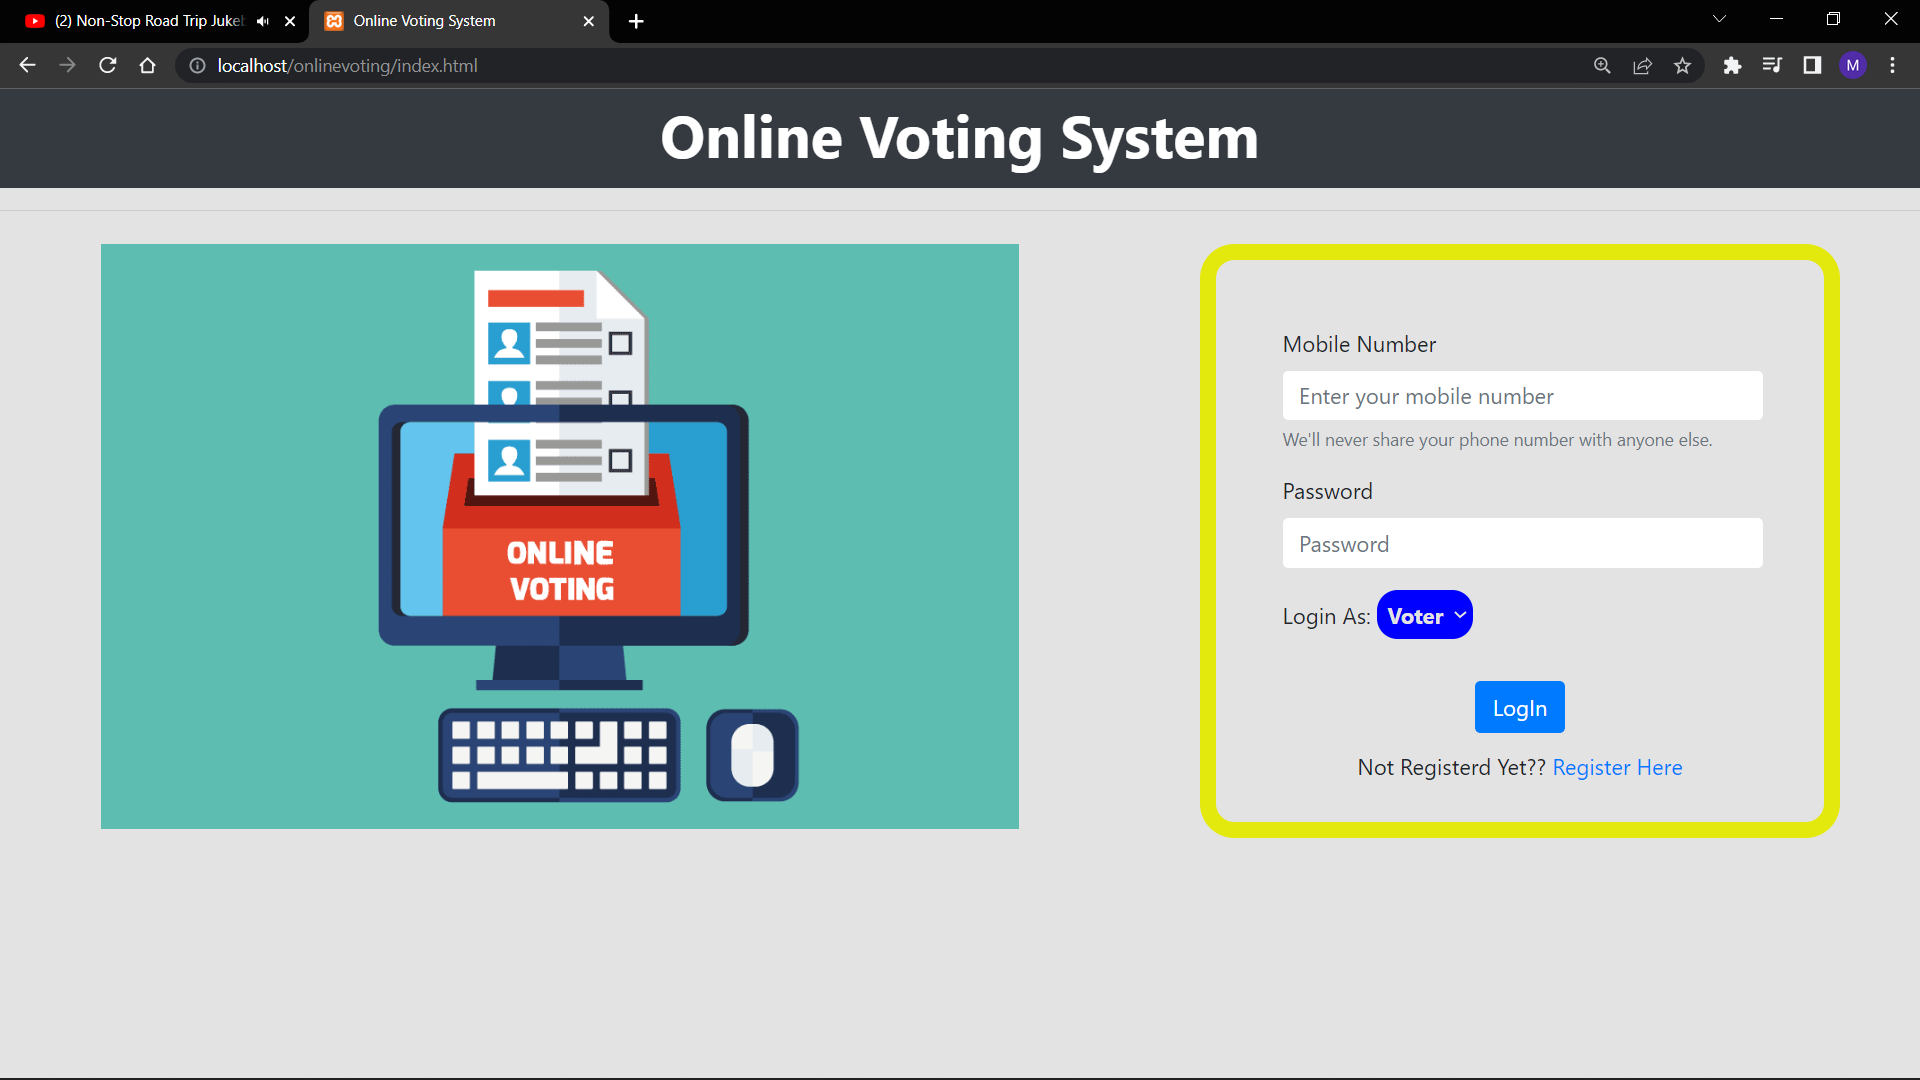 (2) Non-Stop Road Trip Juke
Online Voting System
localhost/onlinevoting/index.html
M
Online Voting System
ONLINE
VOTING
Mobile Number
Enter your mobile number
We'll never share your phone number with anyone else.
Password
Password
Login As: Voter
LogIn
Not Registerd Yet?? Register Here